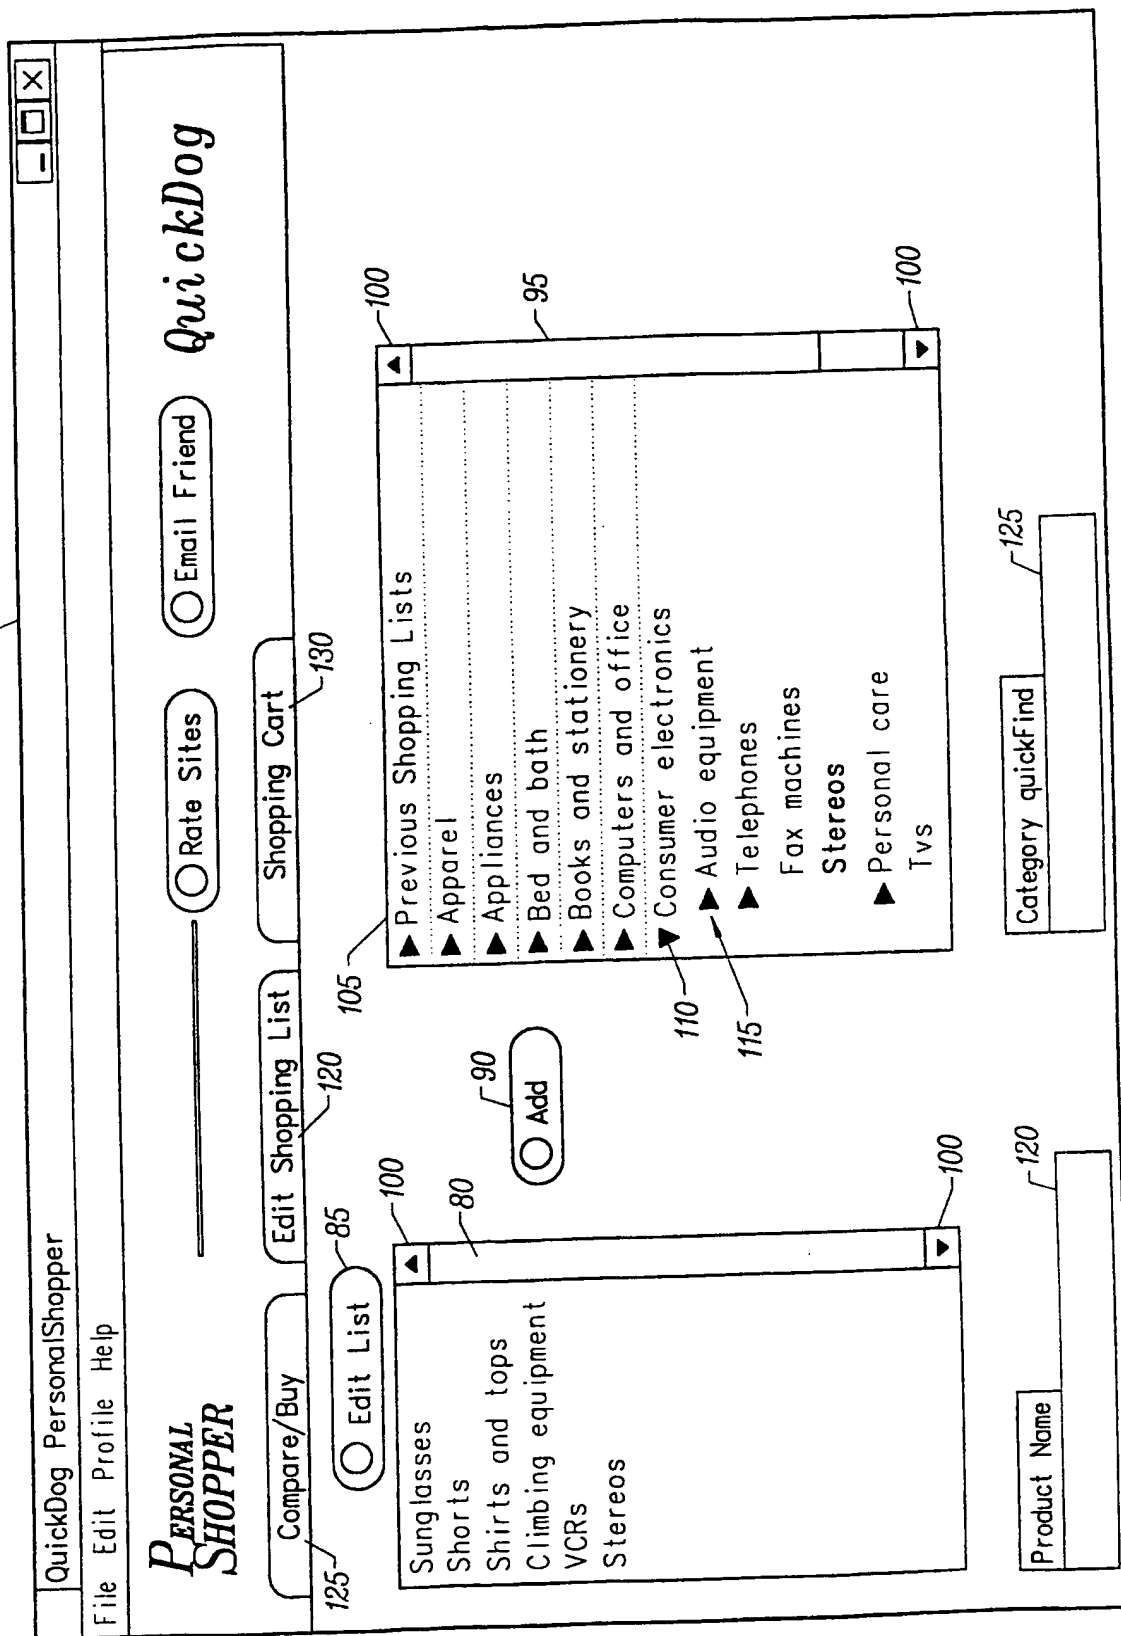 QuickDog PersonalShopper
File Edit Profile Help
PERSONAL
SHOPPER
Rate Sites
Email Friend
QuickDog
Compare/Buy
125
Edit Shopping List
120
Shopping Cart
130
Edit List
85
100
80
Sunglasses
Shorts
Shirts and tops
Climbing equipment
VCRs
Stereos
100
90
Add
105
100
95
Previous Shopping Lists
Apparel
Appliances
Bed and bath
Books and stationery
Computers and office
Consumer electronics
110
Audio equipment
115
Telephones
Fax machines
Stereos
Personal care
Tvs
100
Product Name
120
Category quickFind
125